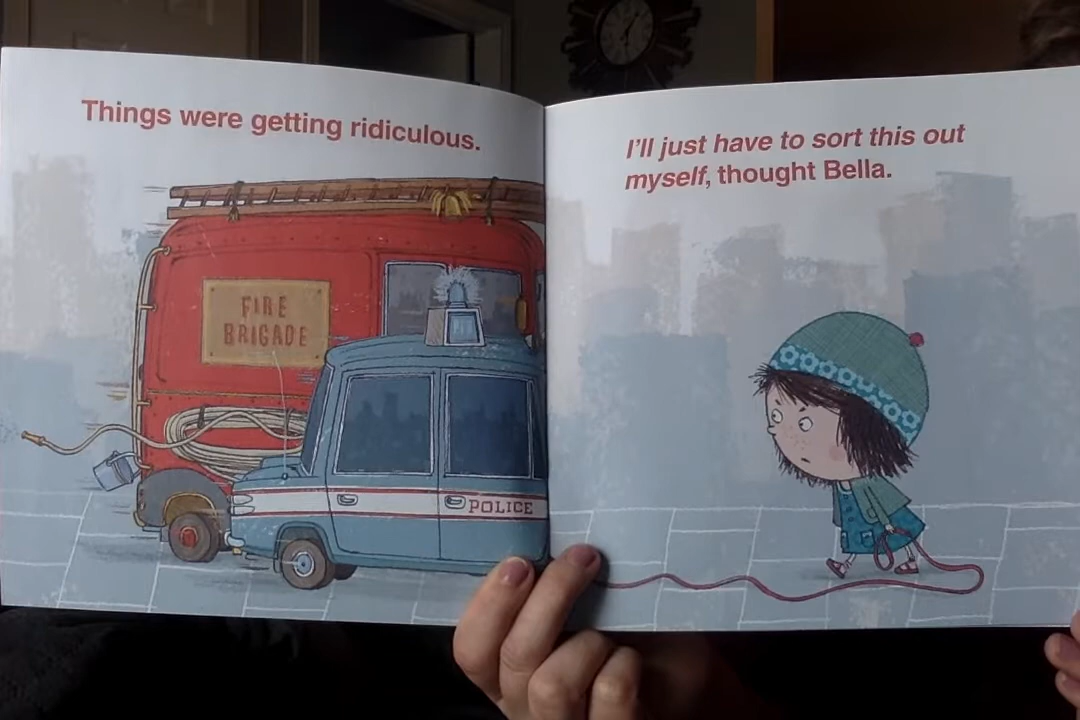 Things were getting ridiculous.
FIRE
BRIGADE
POLICE
I'll just have to sort this out
myself, thought Bella.